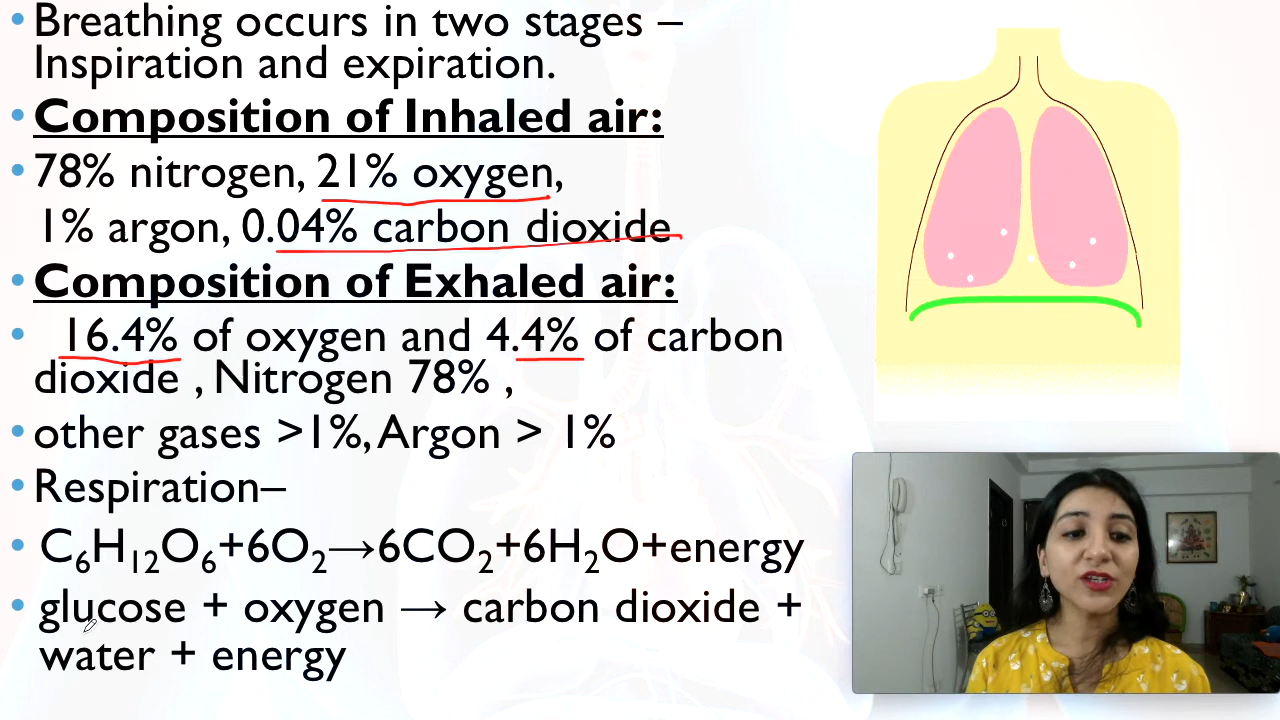 • Breathing occurs in two stages –
Inspiration and expiration.
• Composition of Inhaled air:
• 78% nitrogen, 21% oxygen,
1% argon, 0.04% carbon dioxide
• Composition of Exhaled air:
• 16.4% of oxygen and 4.4% of carbon
dioxide , Nitrogen 78% ,
• other gases >1%, Argon > 1%
• Respiration–
• C₆H₁₂O₆+6O₂→6CO₂+6H₂O+energy
• glucose + oxygen → carbon dioxide +
water + energy